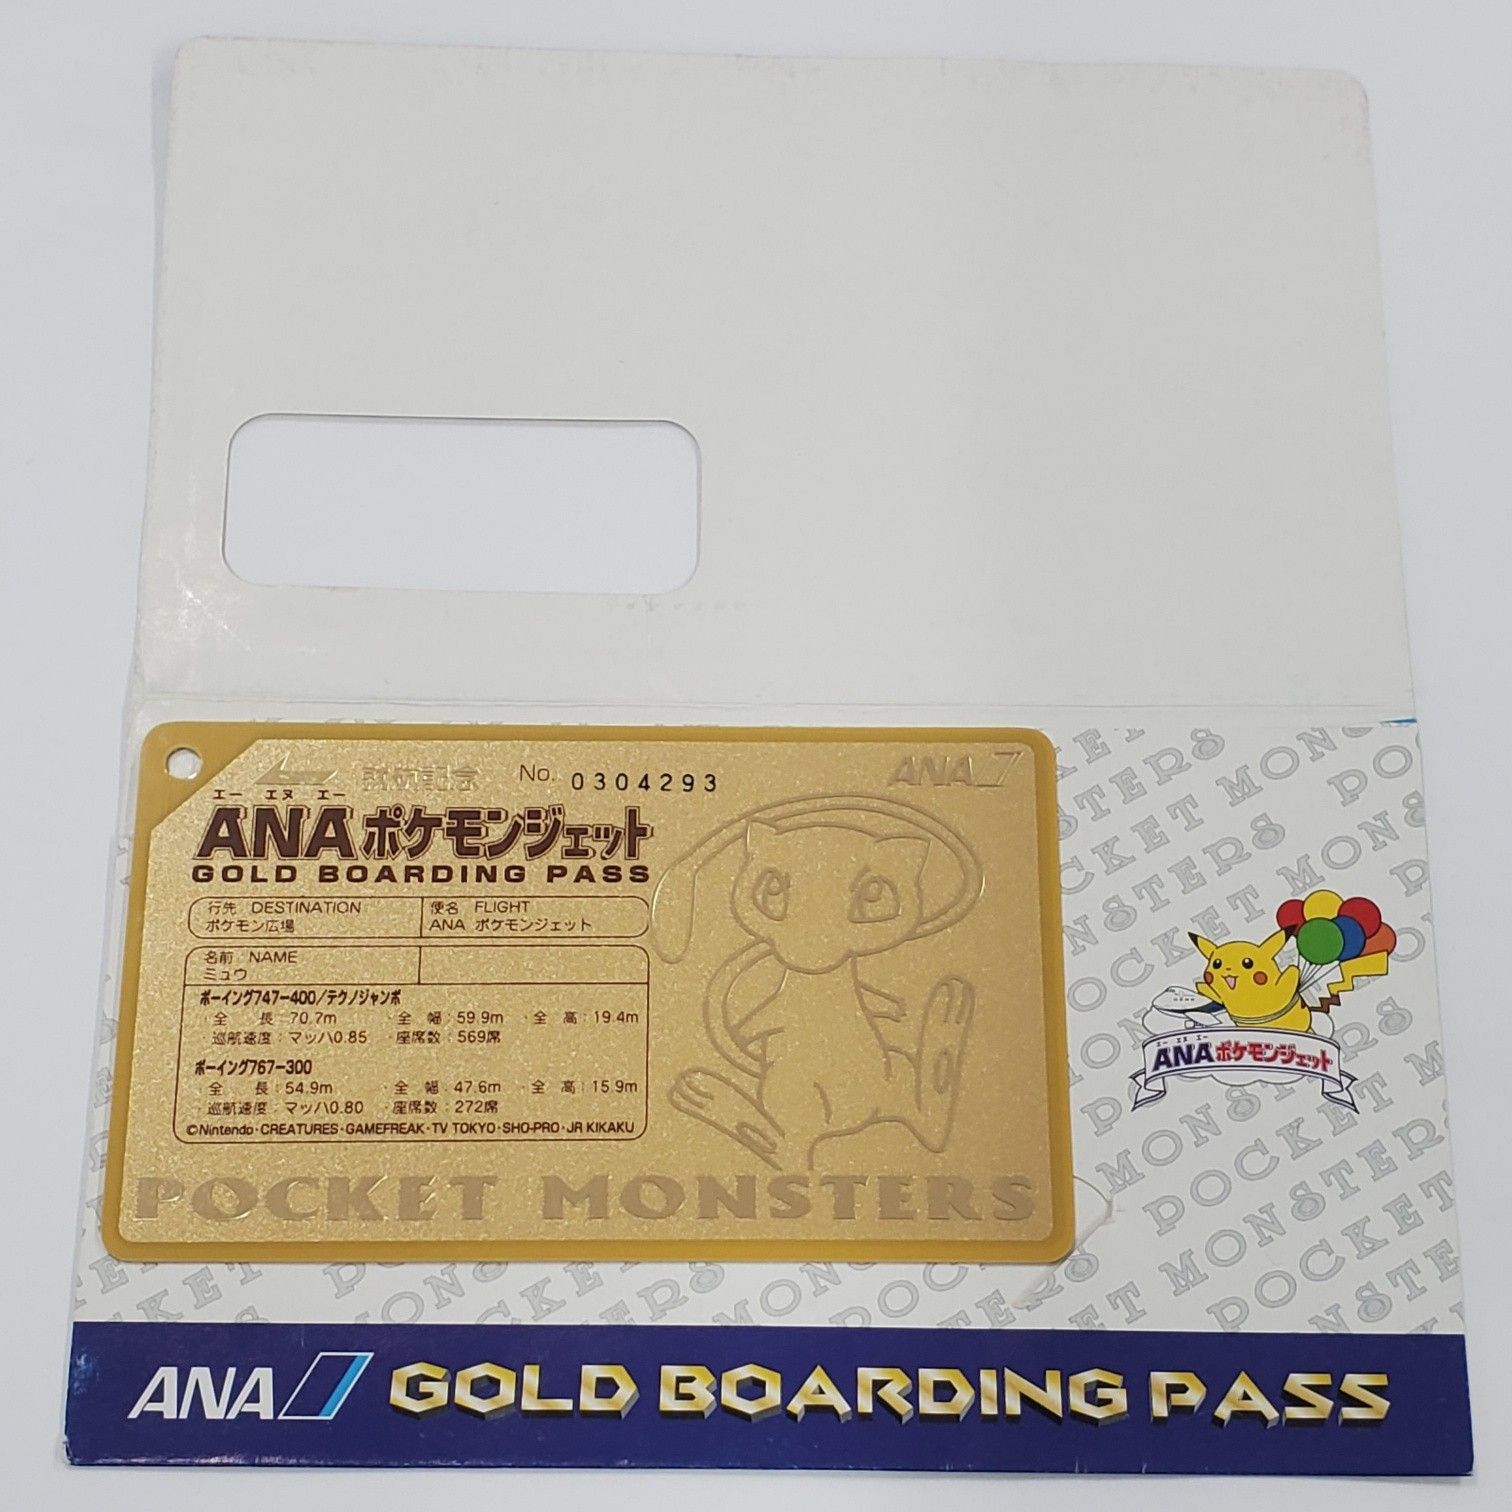 搭乗記念 No. 0304293 ANA
エー エヌ エー
ANAポケモンジェット
GOLD BOARDING PASS
行先 DESTINATION 便名 FLIGHT
ポケモン広場 ANA ポケモンジェット
名前 NAME
ミュウ
ボーイング747-400/テクノジャンボ
・全 長:70.7m ・全 幅:59.9m ・全 高:19.4m
・巡航速度:マッハ0.85 ・座席数:569席
ボーイング767-300
・全 長:54.9m ・全 幅:47.6m ・全 高:15.9m
・巡航速度:マッハ0.80 ・座席数:272席
©Nintendo・CREATURES・GAMEFREAK・TV TOKYO・SHO-PRO・JR KIKAKU
POCKET MONSTERS
エー エヌ エー
ANAポケモンジェット
POCKET MONSTERS
ANA GOLD BOARDING PASS